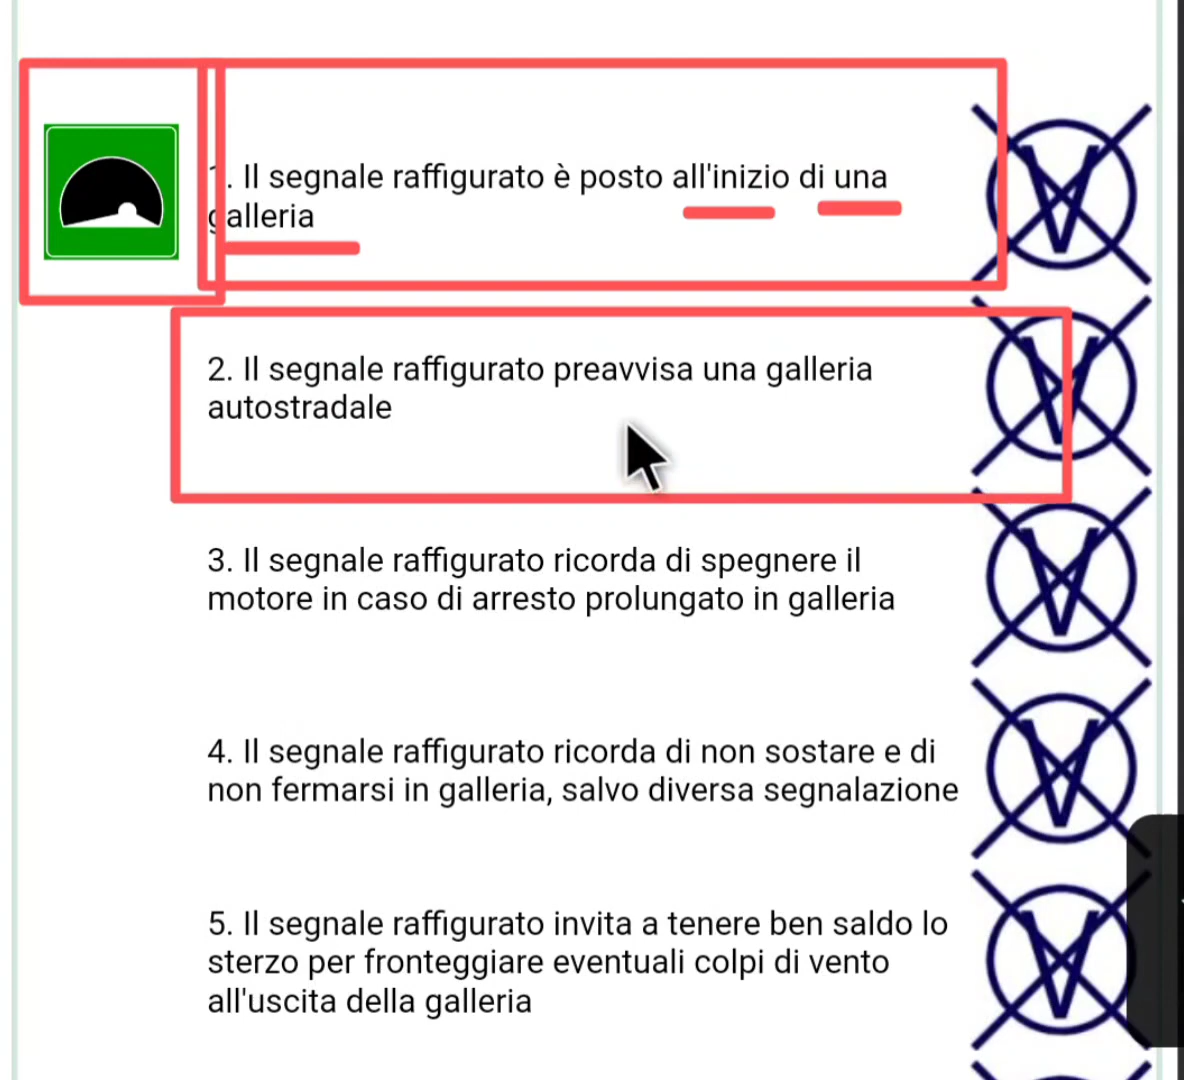 1. Il segnale raffigurato è posto all'inizio di una
galleria
V
2. Il segnale raffigurato preavvisa una galleria
autostradale
V
3. Il segnale raffigurato ricorda di spegnere il
motore in caso di arresto prolungato in galleria
V
4. Il segnale raffigurato ricorda di non sostare e di
non fermarsi in galleria, salvo diversa segnalazione
V
5. Il segnale raffigurato invita a tenere ben saldo lo
sterzo per fronteggiare eventuali colpi di vento
all'uscita della galleria
V